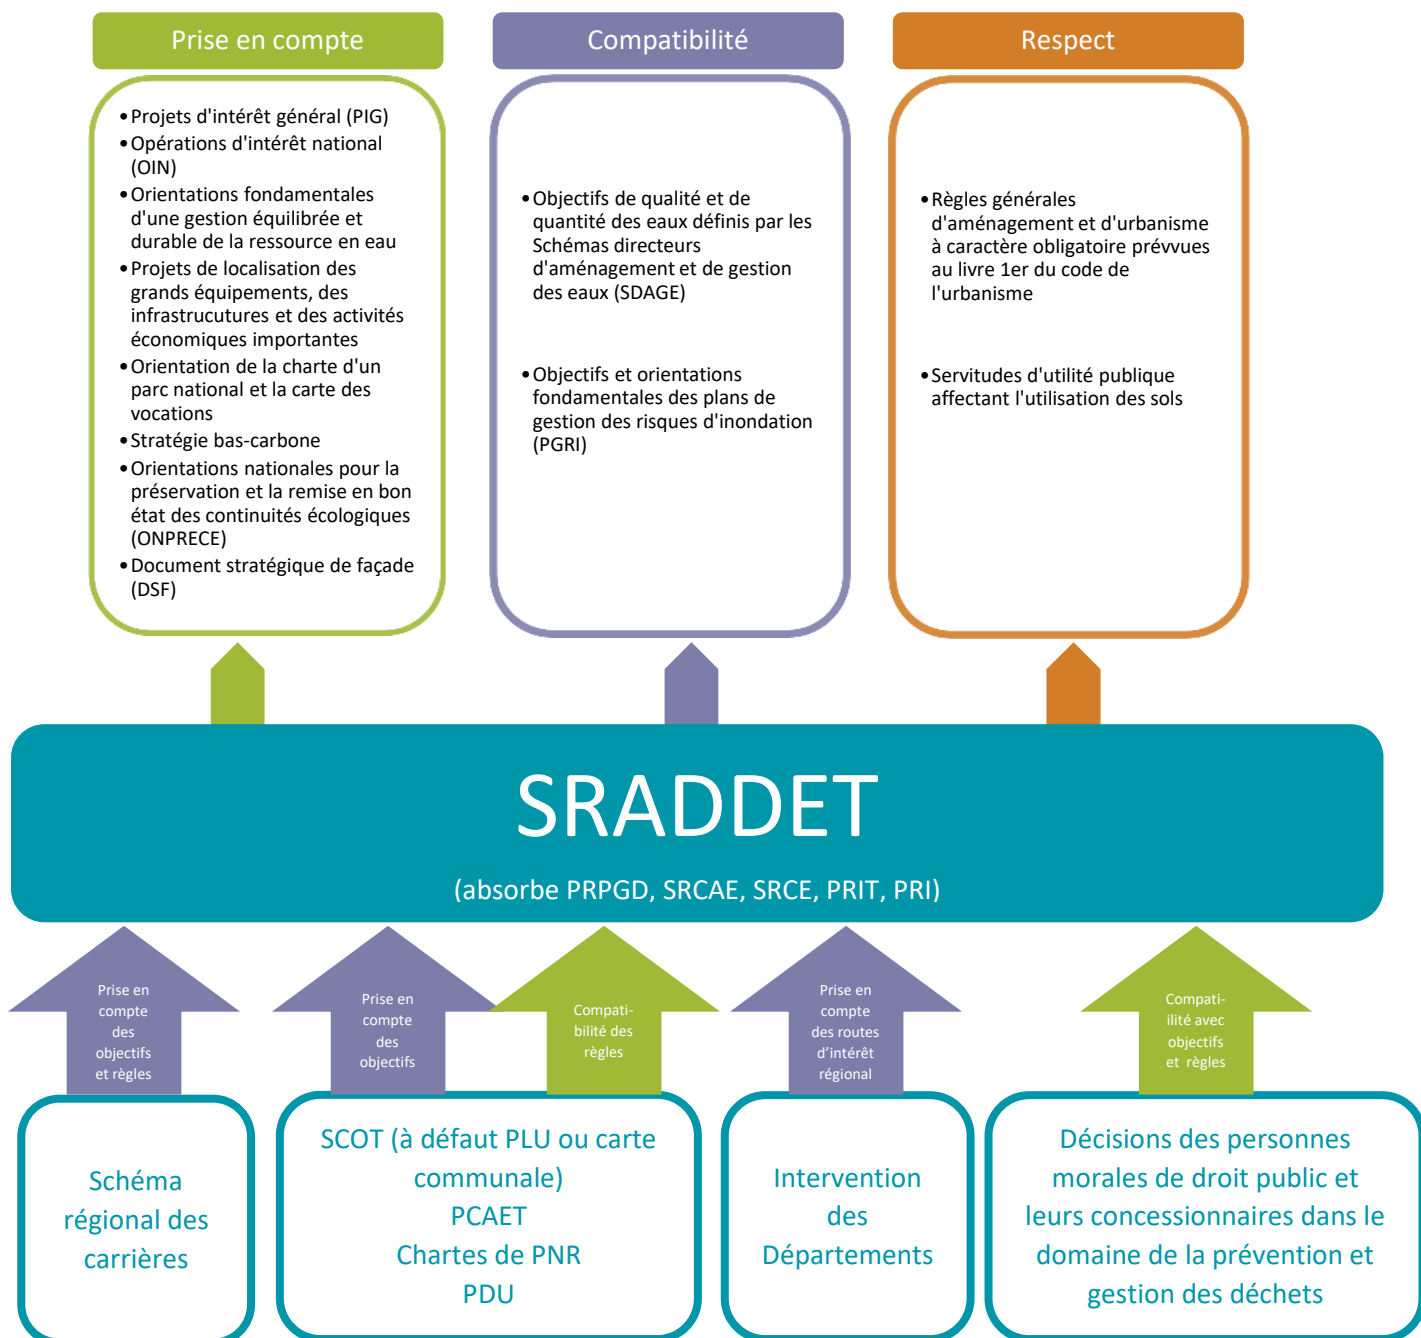 Prise en compte
•Projets d'intérêt général (PIG)
•Opérations d'intérêt national
(OIN)
•Orientations fondamentales
d'une gestion équilibrée et
durable de la ressource en eau
•Projets de localisation des
grands équipements, des
infrastrucutures et des activités
économiques importantes
•Orientation de la charte d'un
parc national et la carte des
vocations
•Stratégie bas-carbone
•Orientations nationales pour la
préservation et la remise en bon
état des continuités écologiques
(ONPRECE)
•Document stratégique de façade
(DSF)
Compatibilité
•Objectifs de qualité et de
quantité des eaux définis par les
Schémas directeurs
d'aménagement et de gestion
des eaux (SDAGE)
•Objectifs et orientations
fondamentales des plans de
gestion des risques d'inondation
(PGRI)
Respect
•Règles générales
d'aménagement et d'urbanisme
à caractère obligatoire prévvues
au livre 1er du code de
l'urbanisme
•Servitudes d'utilité publique
affectant l'utilisation des sols
SRADDET
(absorbe PRPGD, SRCAE, SRCE, PRIT, PRI)
Prise en
compte
des
objectifs
et règles
Prise en
compte
des
objectifs
Compati-
bilité des
règles
Prise en
compte
des routes
d'intérêt
régional
Compati-
ilité avec
objectifs
et règles
Schéma
régional des
carrières
SCOT (à défaut PLU ou carte
communale)
PCAET
Chartes de PNR
PDU
Intervention
des
Départements
Décisions des personnes
morales de droit public et
leurs concessionnaires dans le
domaine de la prévention et
gestion des déchets